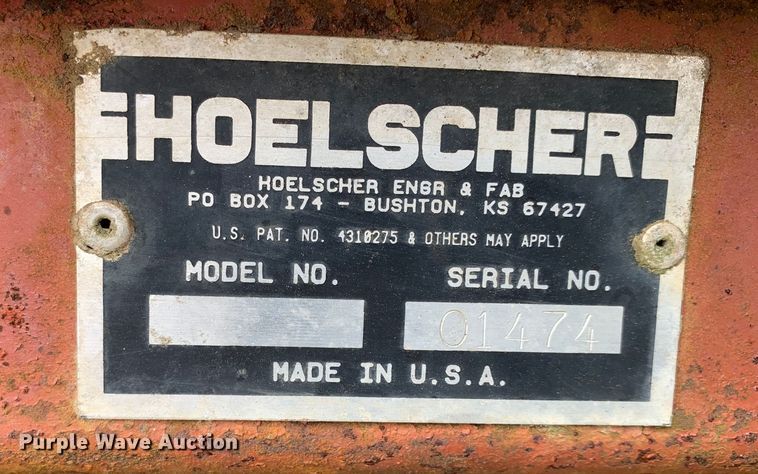 HOELSCHER
HOELSCHER ENGR & FAB
PO BOX 174 - BUSHTON, KS 67427
U.S. PAT. NO. 4310275 & OTHERS MAY APPLY
MODEL NO. SERIAL NO.
01474
MADE IN U.S.A.
Purple Wave Auction